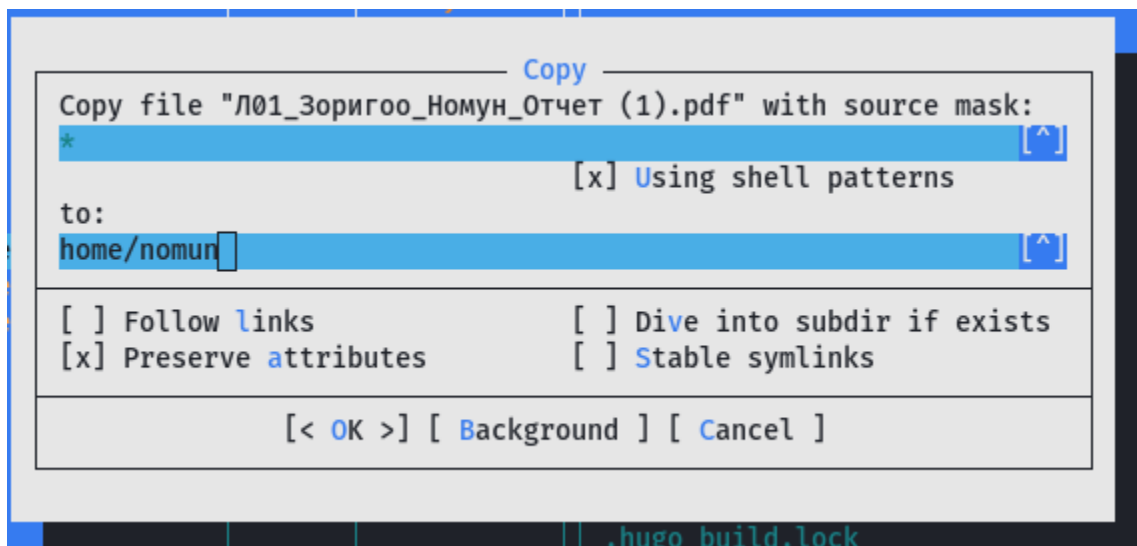 Copy
Copy file "Л01_Зоригоо_Номун_Отчет (1).pdf" with source mask:
*
[^]
[x] Using shell patterns
to:
home/nomun
[^]
[ ] Follow links
[ ] Dive into subdir if exists
[x] Preserve attributes
[ ] Stable symlinks
[< OK >] [ Background ] [ Cancel ]
.hugo_build.lock